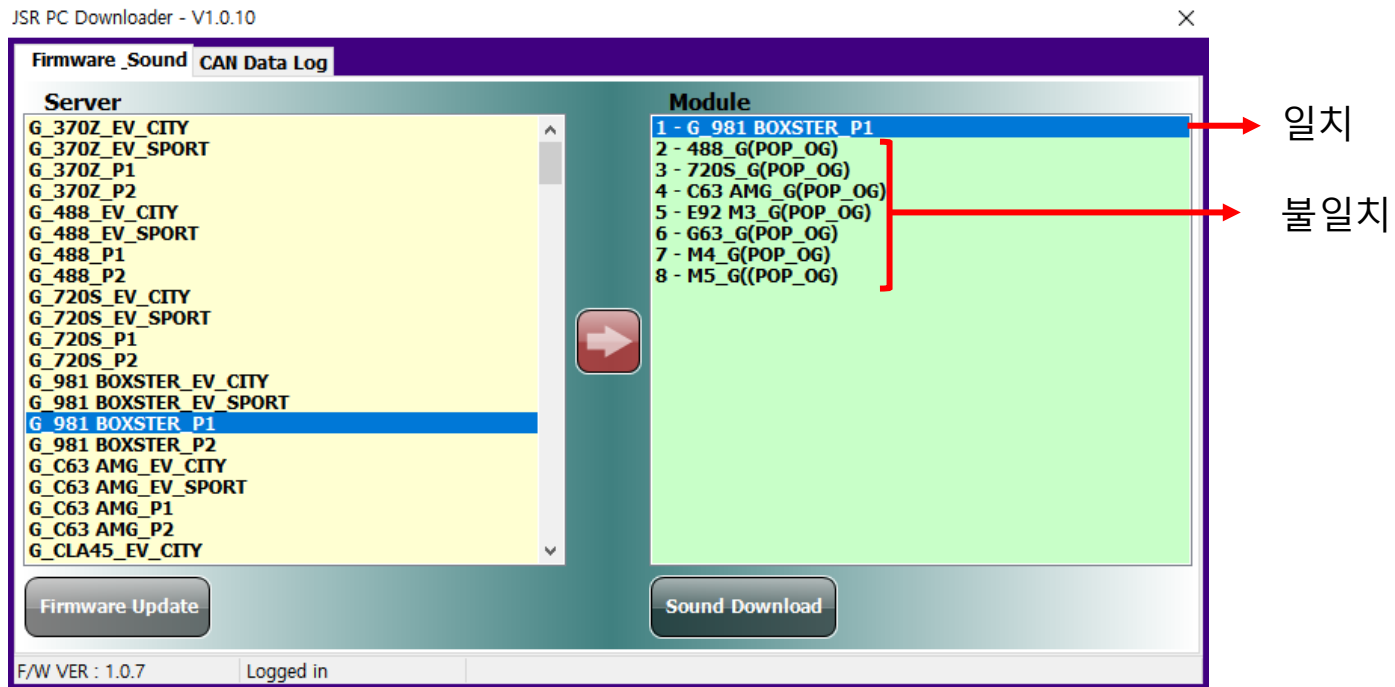 JSR PC Downloader - V1.0.10
Firmware _Sound
CAN Data Log
Server
G_370Z_EV_CITY
G_370Z_EV_SPORT
G_370Z_P1
G_370Z_P2
G_488_EV_CITY
G_488_EV_SPORT
G_488_P1
G_488_P2
G_720S_EV_CITY
G_720S_EV_SPORT
G_720S_P1
G_720S_P2
G_981 BOXSTER_EV_CITY
G_981 BOXSTER_EV_SPORT
G_981 BOXSTER_P1
G_981 BOXSTER_P2
G_C63 AMG_EV_CITY
G_C63 AMG_EV_SPORT
G_C63 AMG_P1
G_C63 AMG_P2
G_CLA45_EV_CITY
Firmware Update
Module
1 - G_981 BOXSTER_P1
2 - 488_G(POP_OG)
3 - 720S_G(POP_OG)
4 - C63 AMG_G(POP_OG)
5 - E92 M3_G(POP_OG)
6 - G63_G(POP_OG)
7 - M4_G(POP_OG)
8 - M5_G((POP_OG)
Sound Download
일치
불일치
F/W VER : 1.0.7
Logged in